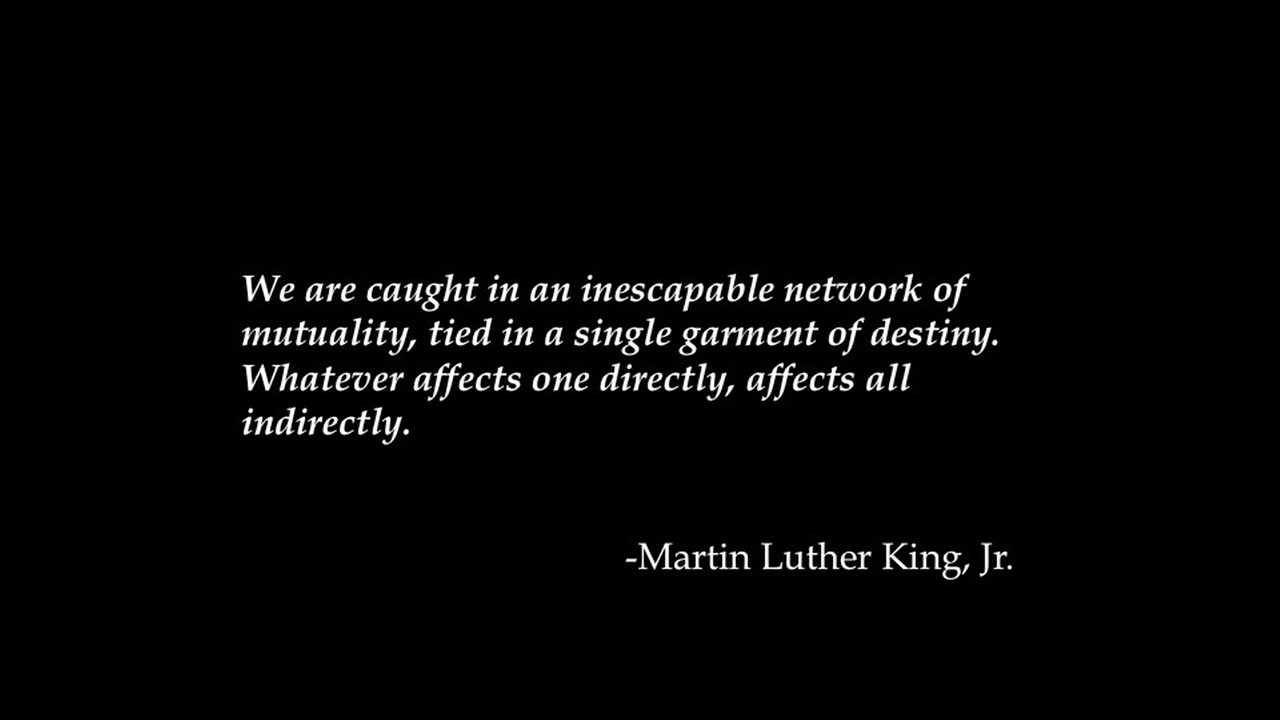 We are caught in an inescapable network of
mutuality, tied in a single garment of destiny.
Whatever affects one directly, affects all
indirectly.
-Martin Luther King, Jr.